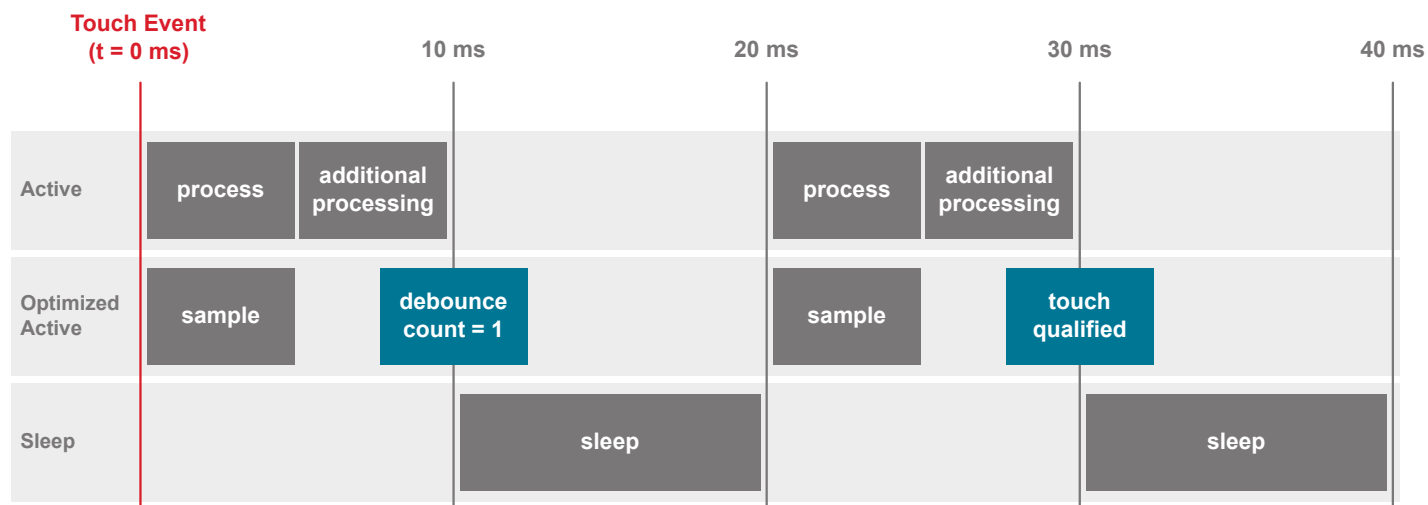 Touch Event
(t = 0 ms)
10 ms
20 ms
30 ms
40 ms
Active
process
additional
processing
process
additional
processing
Optimized
Active
sample
debounce
count = 1
sample
touch
qualified
Sleep
sleep
sleep